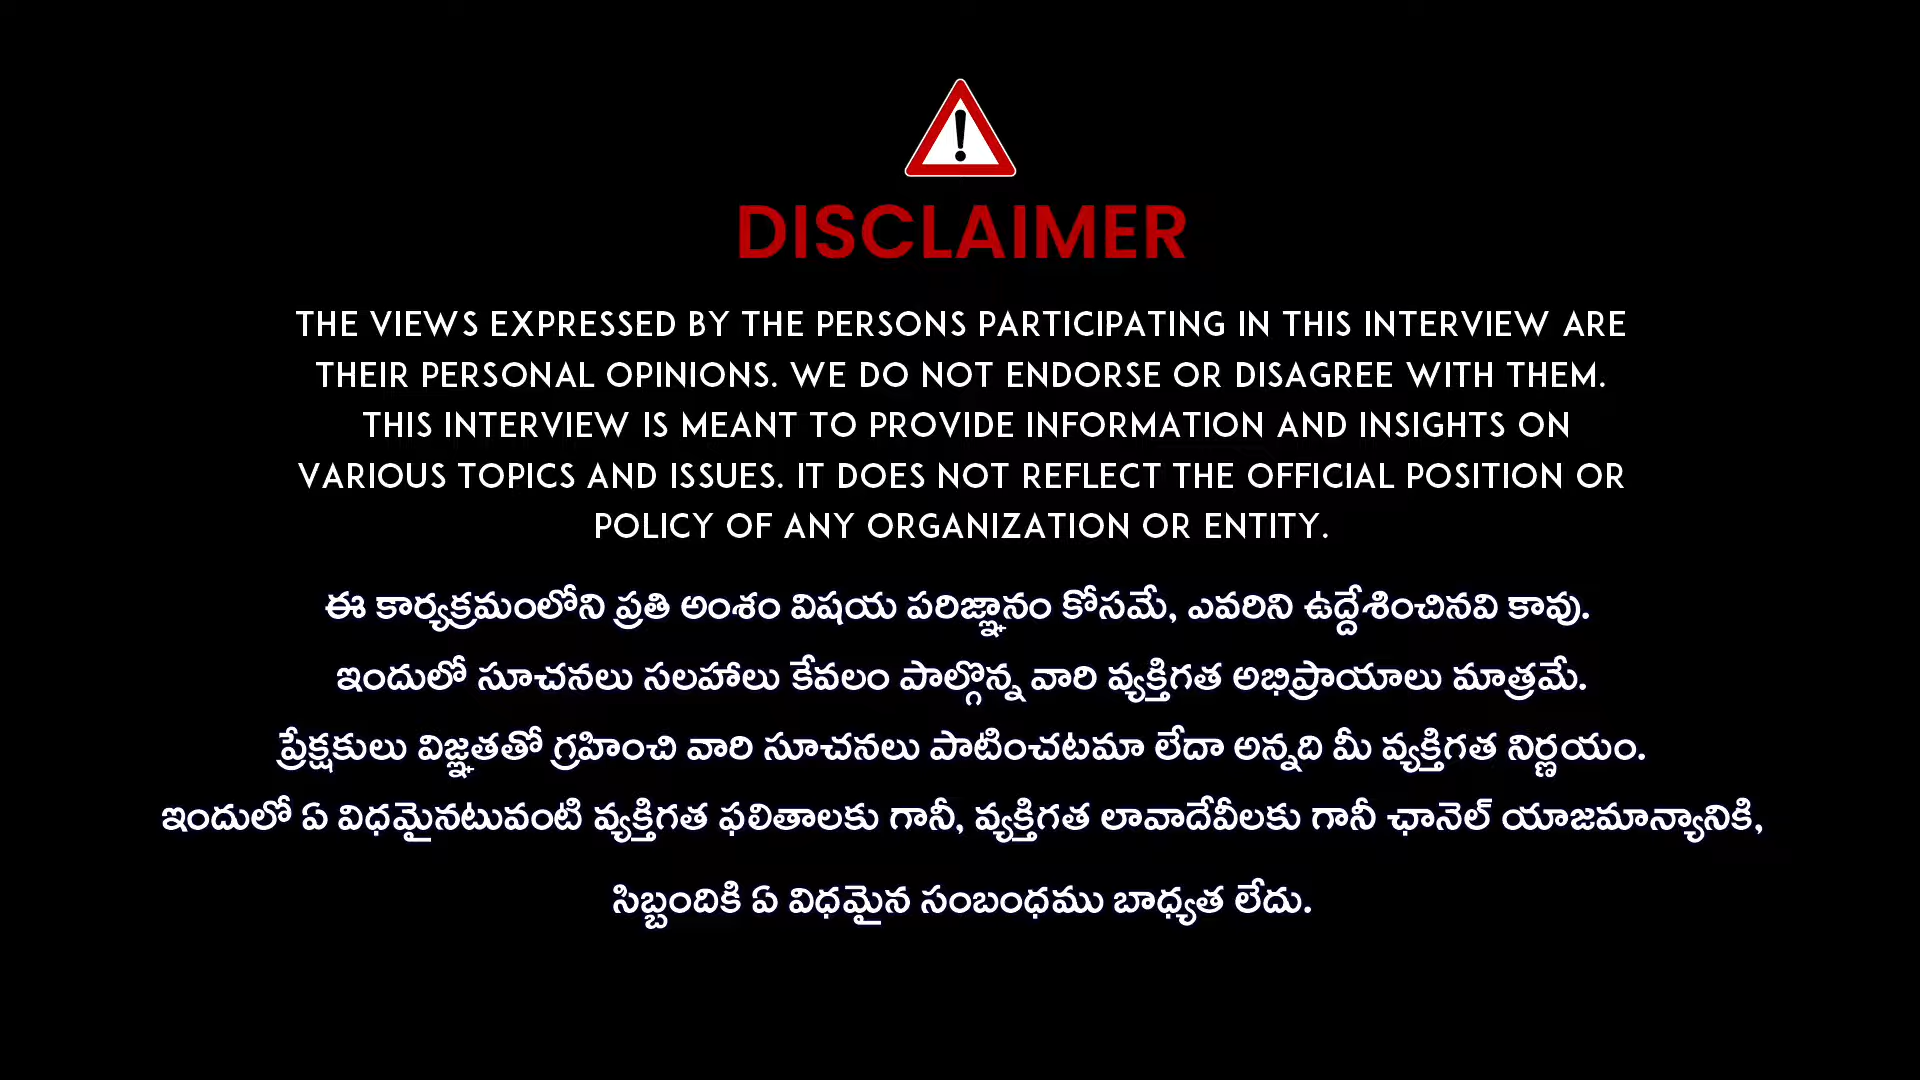 DISCLAIMER
THE VIEWS EXPRESSED BY THE PERSONS PARTICIPATING IN THIS INTERVIEW ARE
THEIR PERSONAL OPINIONS. WE DO NOT ENDORSE OR DISAGREE WITH THEM.
THIS INTERVIEW IS MEANT TO PROVIDE INFORMATION AND INSIGHTS ON
VARIOUS TOPICS AND ISSUES. IT DOES NOT REFLECT THE OFFICIAL POSITION OR
POLICY OF ANY ORGANIZATION OR ENTITY.
ఈ కార్యక్రమంలోని ప్రతి అంశం విషయ పరిజ్ఞానం కోసమే, ఎవరిని ఉద్దేశించినవి కావు.
ఇందులో సూచనలు సలహాలు కేవలం పాల్గొన్న వారి వ్యక్తిగత అభిప్రాయాలు మాత్రమే.
ప్రేక్షకులు విజ్ఞతతో గ్రహించి వారి సూచనలు పాటించటమా లేదా అన్నది మీ వ్యక్తిగత నిర్ణయం.
ఇందులో ఏ విధమైనటువంటి వ్యక్తిగత ఫలితాలకు గానీ, వ్యక్తిగత లావాదేవీలకు గానీ ఛానెల్ యాజమాన్యానికి,
సిబ్బందికి ఏ విధమైన సంబంధము బాధ్యత లేదు.